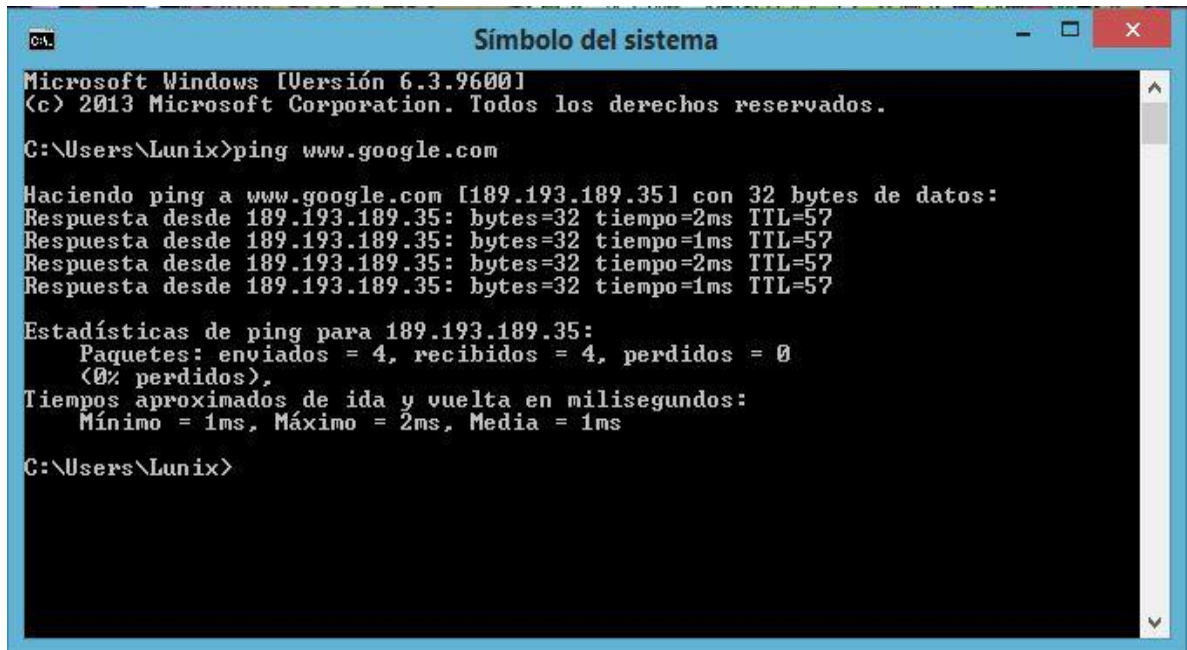 Símbolo del sistema
Microsoft Windows [Versión 6.3.9600]
(c) 2013 Microsoft Corporation. Todos los derechos reservados.
C:\Users\Lunix>ping www.google.com
Haciendo ping a www.google.com [189.193.189.35] con 32 bytes de datos:
Respuesta desde 189.193.189.35: bytes=32 tiempo=2ms TTL=57
Respuesta desde 189.193.189.35: bytes=32 tiempo=1ms TTL=57
Respuesta desde 189.193.189.35: bytes=32 tiempo=2ms TTL=57
Respuesta desde 189.193.189.35: bytes=32 tiempo=1ms TTL=57
Estadísticas de ping para 189.193.189.35:
Paquetes: enviados = 4, recibidos = 4, perdidos = 0
(0% perdidos),
Tiempos aproximados de ida y vuelta en milisegundos:
Mínimo = 1ms, Máximo = 2ms, Media = 1ms
C:\Users\Lunix>